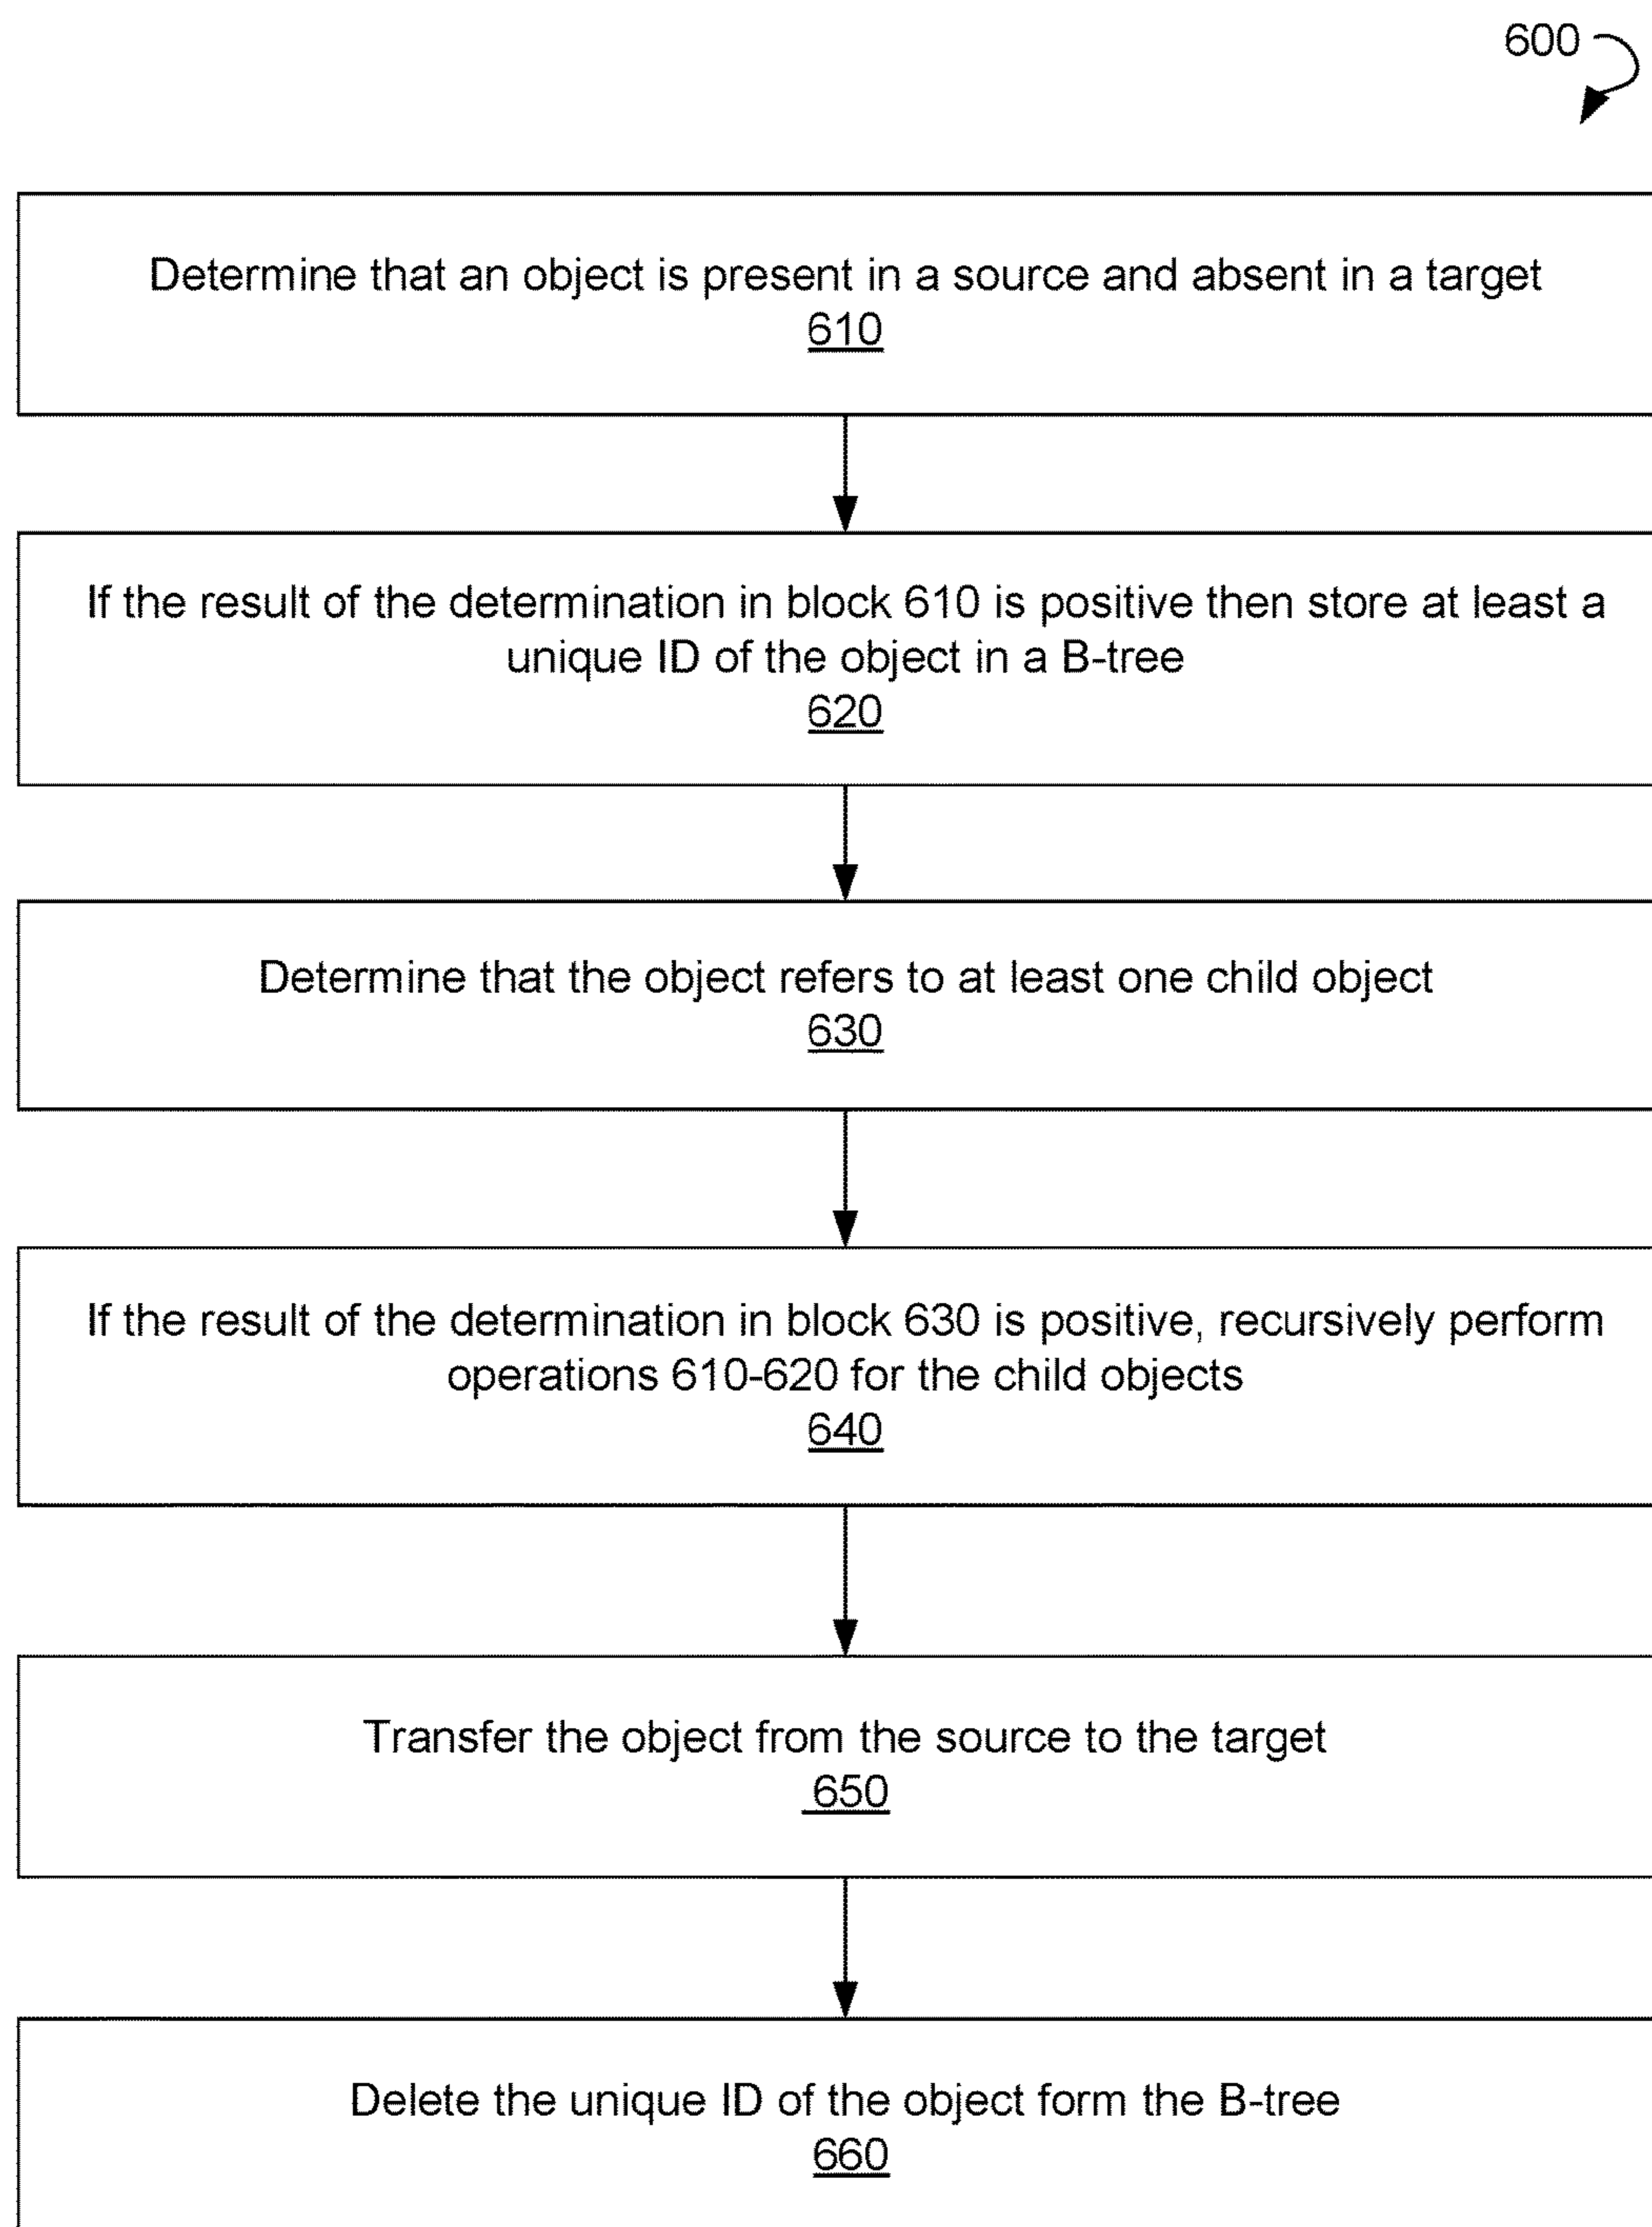 600
Determine that an object is present in a source and absent in a target
610
If the result of the determination in block 610 is positive then store at least a
unique ID of the object in a B-tree
620
Determine that the object refers to at least one child object
630
If the result of the determination in block 630 is positive, recursively perform
operations 610-620 for the child objects
640
Transfer the object from the source to the target
650
Delete the unique ID of the object form the B-tree
660